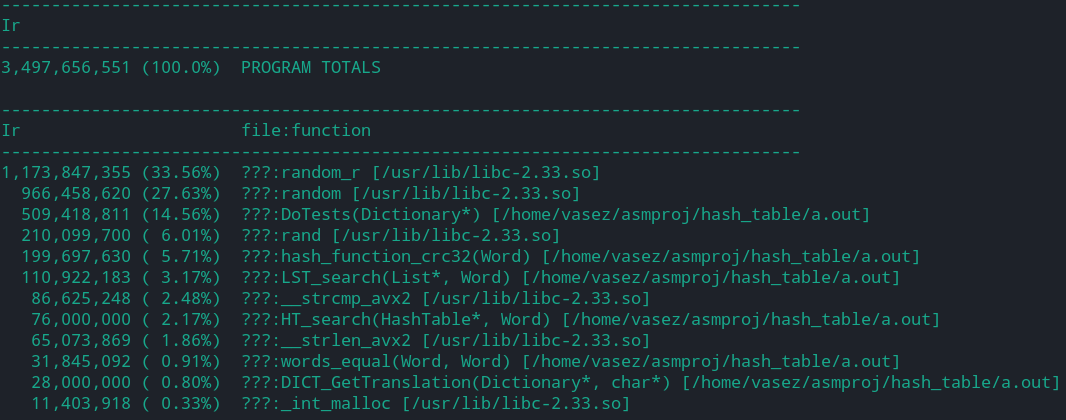 --------------------------------------------------------------------------------
Ir
--------------------------------------------------------------------------------
3,497,656,551 (100.0%)  PROGRAM TOTALS

--------------------------------------------------------------------------------
Ir                      file:function
--------------------------------------------------------------------------------
1,173,847,355 (33.56%)  ???:random_r [/usr/lib/libc-2.33.so]
  966,458,620 (27.63%)  ???:random [/usr/lib/libc-2.33.so]
  509,418,811 (14.56%)  ???:DoTests(Dictionary*) [/home/vasez/asmproj/hash_table/a.out]
  210,099,700 ( 6.01%)  ???:rand [/usr/lib/libc-2.33.so]
  199,697,630 ( 5.71%)  ???:hash_function_crc32(Word) [/home/vasez/asmproj/hash_table/a.out]
  110,922,183 ( 3.17%)  ???:LST_search(List*, Word) [/home/vasez/asmproj/hash_table/a.out]
   86,625,248 ( 2.48%)  ???:__strcmp_avx2 [/usr/lib/libc-2.33.so]
   76,000,000 ( 2.17%)  ???:HT_search(HashTable*, Word) [/home/vasez/asmproj/hash_table/a.out]
   65,073,869 ( 1.86%)  ???:__strlen_avx2 [/usr/lib/libc-2.33.so]
   31,845,092 ( 0.91%)  ???:words_equal(Word, Word) [/home/vasez/asmproj/hash_table/a.out]
   28,000,000 ( 0.80%)  ???:DICT_GetTranslation(Dictionary*, char*) [/home/vasez/asmproj/hash_table/a.out]
   11,403,918 ( 0.33%)  ???:_int_malloc [/usr/lib/libc-2.33.so]